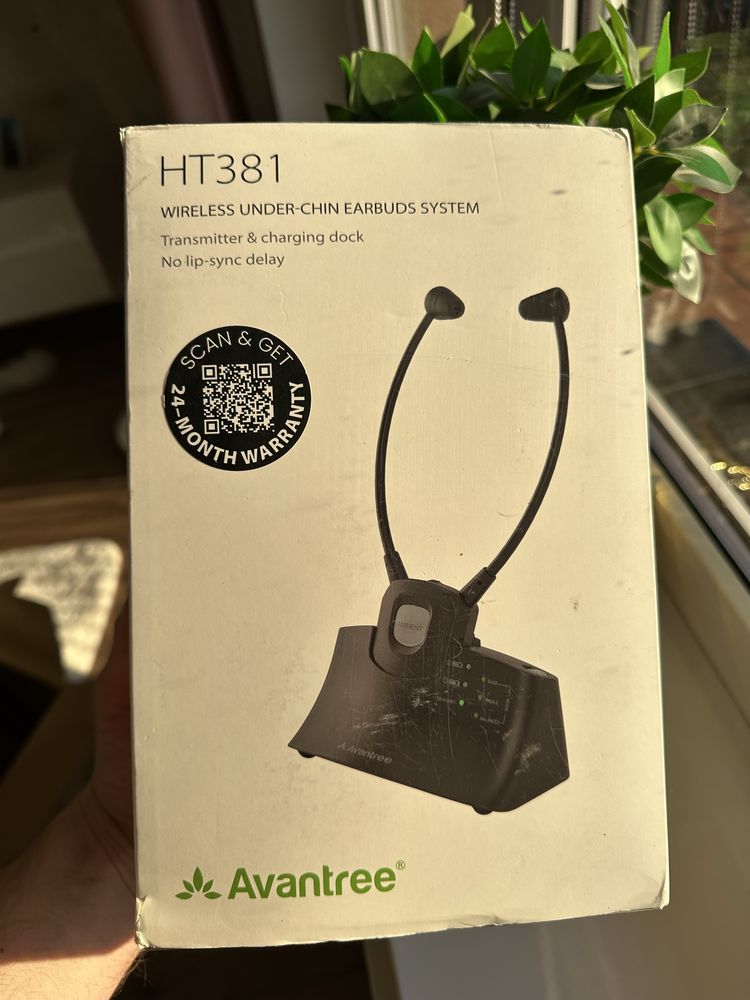 HT381
WIRELESS UNDER-CHIN EARBUDS SYSTEM
Transmitter & charging dock
No lip-sync delay
SCAN & GET
24-MONTH WARRANTY
AMBIENT
Avantree
Avantree®